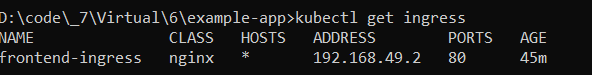 D:\code\_7\Virtual\6\example-app>kubectl get ingress
NAME CLASS HOSTS ADDRESS PORTS AGE
frontend-ingress nginx * 192.168.49.2 80 45m